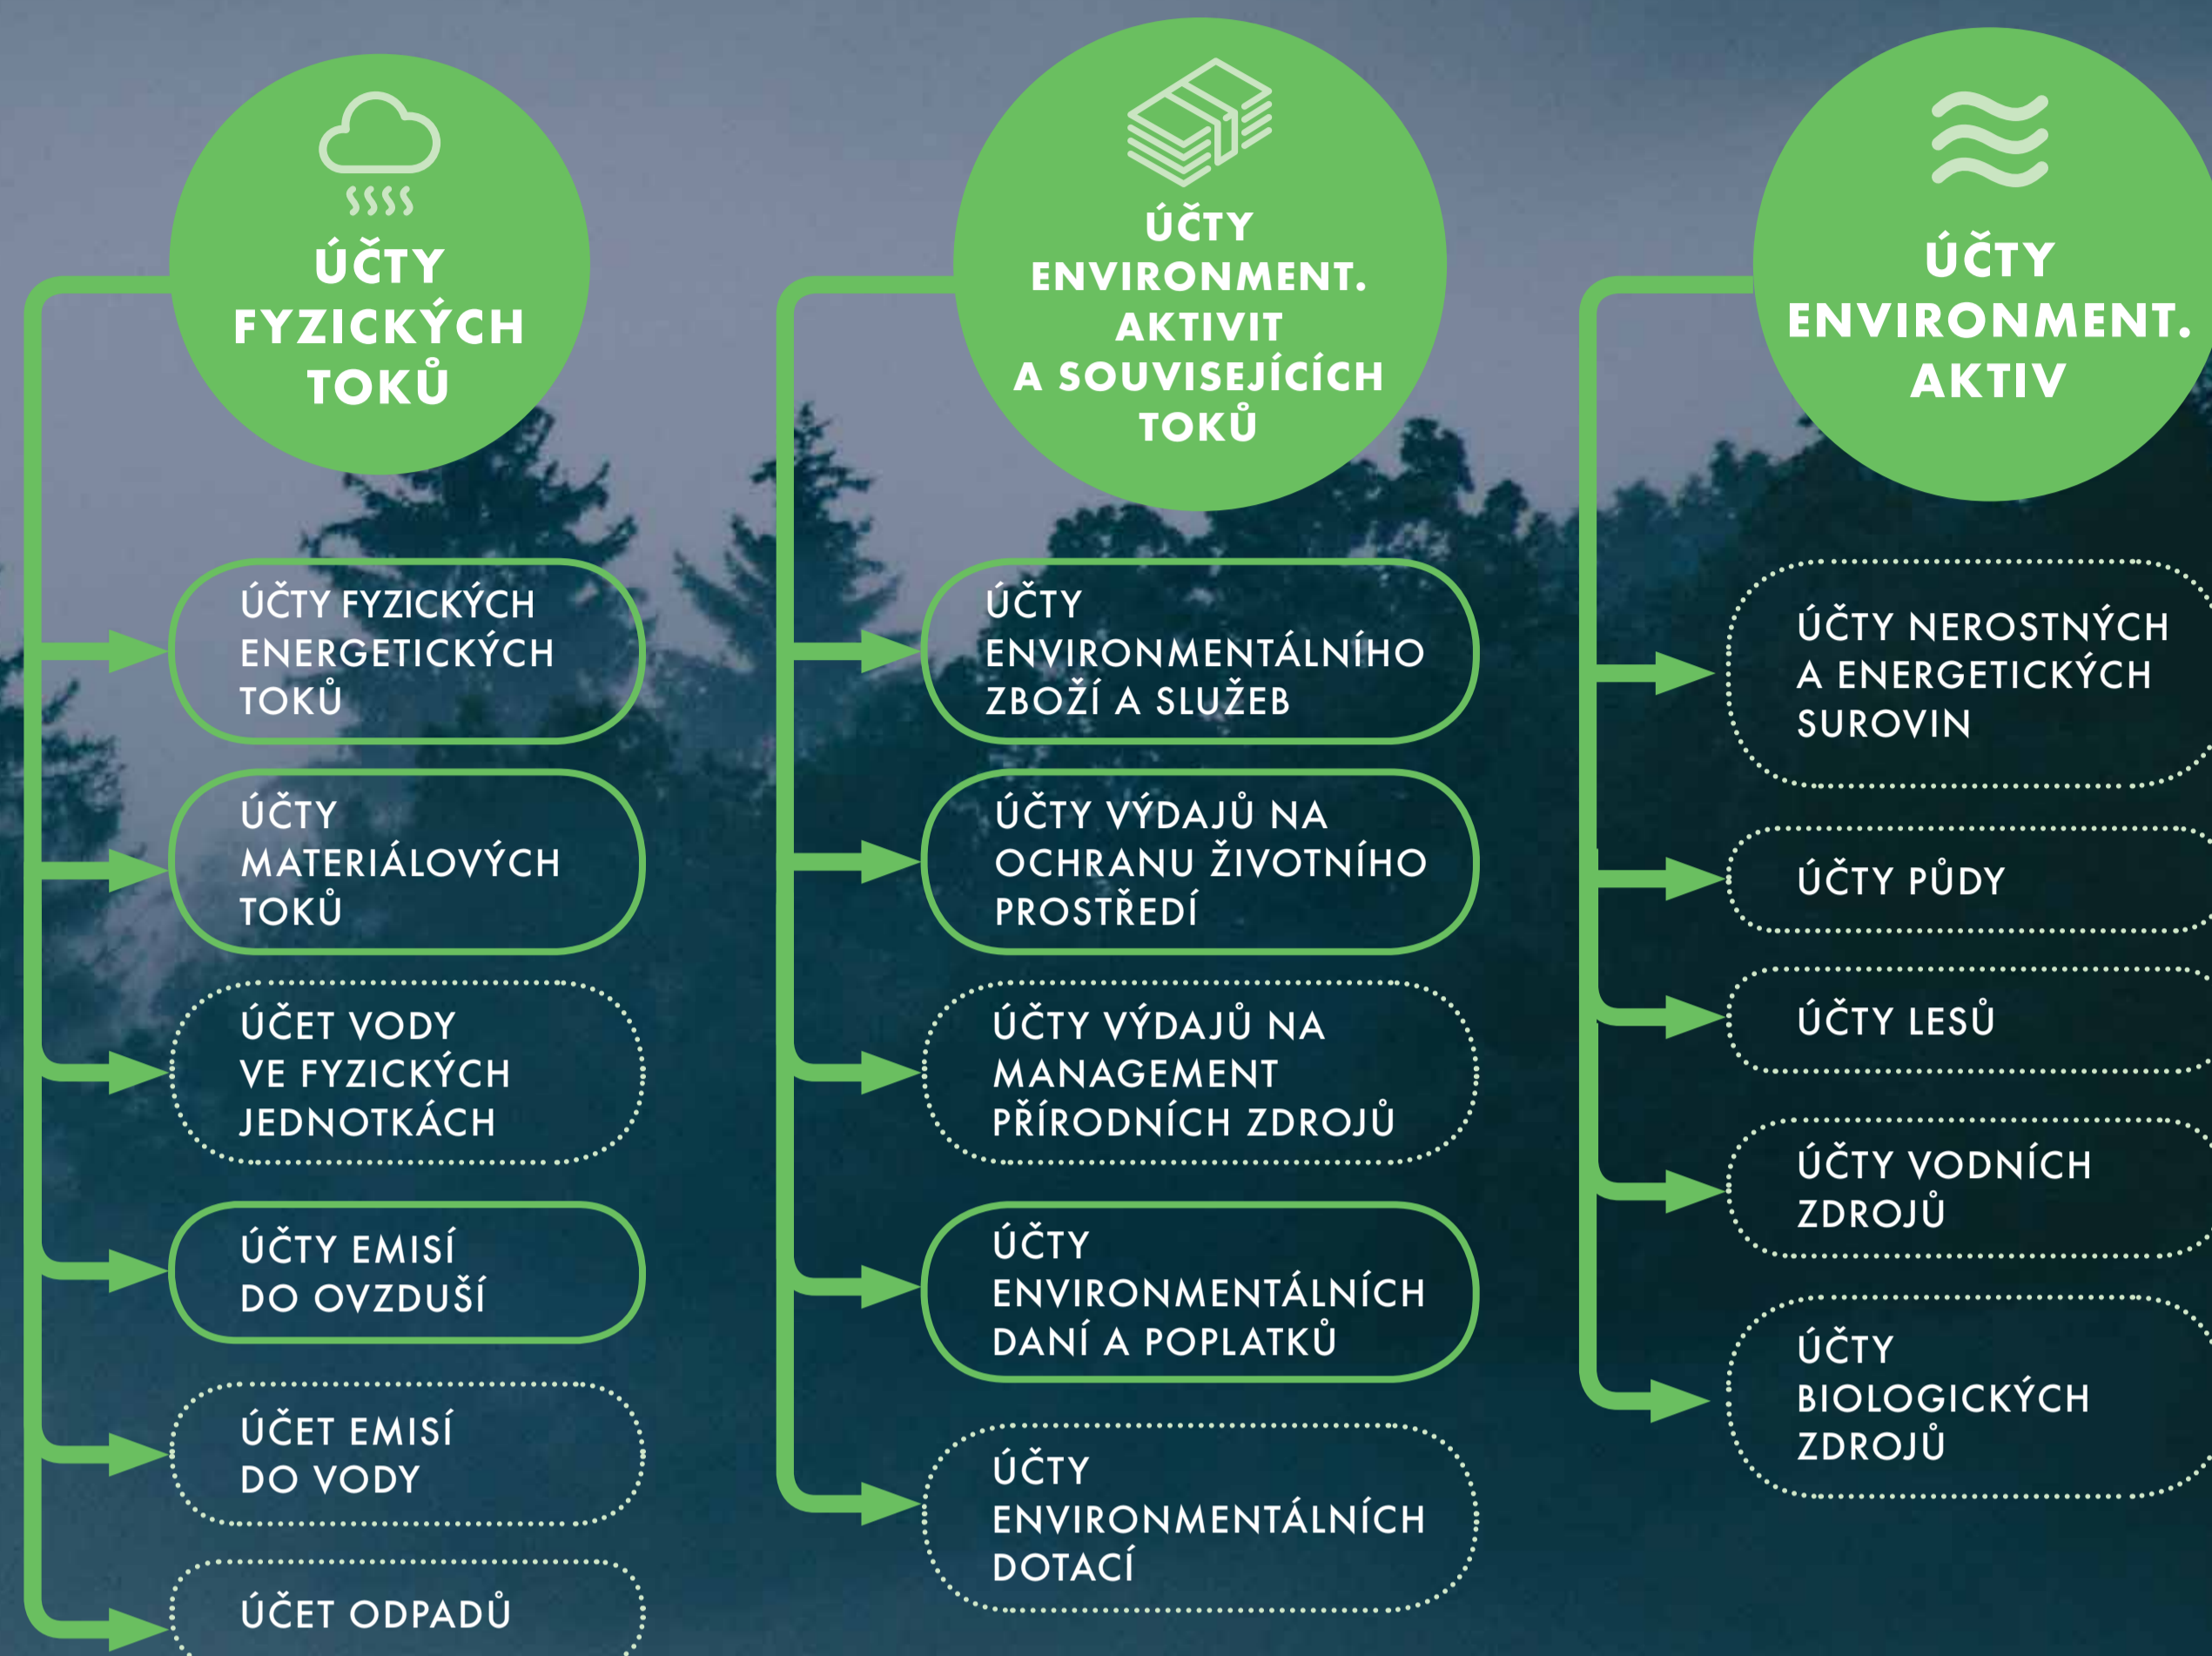 ÚČTY
FYZICKÝCH
TOKŮ
ÚČTY FYZICKÝCH
ENERGETICKÝCH
TOKŮ
ÚČTY
MATERIÁLOVÝCH
TOKŮ
ÚČET VODY
VE FYZICKÝCH
JEDNOTKÁCH
ÚČTY EMISÍ
DO OVZDUŠÍ
ÚČET EMISÍ
DO VODY
ÚČET ODPADŮ
ÚČTY
ENVIRONMENT.
AKTIVIT
A SOUVISEJÍCÍCH
TOKŮ
ÚČTY
ENVIRONMENTÁLNÍHO
ZBOŽÍ A SLUŽEB
ÚČTY VÝDAJŮ NA
OCHRANU ŽIVOTNÍHO
PROSTŘEDÍ
ÚČTY VÝDAJŮ NA
MANAGEMENT
PŘÍRODNÍCH ZDROJŮ
ÚČTY
ENVIRONMENTÁLNÍCH
DANÍ A POPLATKŮ
ÚČTY
ENVIRONMENTÁLNÍCH
DOTACÍ
ÚČTY
ENVIRONMENT.
AKTIV
ÚČTY NEROSTNÝCH
A ENERGETICKÝCH
SUROVIN
ÚČTY PŮDY
ÚČTY LESŮ
ÚČTY VODNÍCH
ZDROJŮ
ÚČTY
BIOLOGICKÝCH
ZDROJŮ